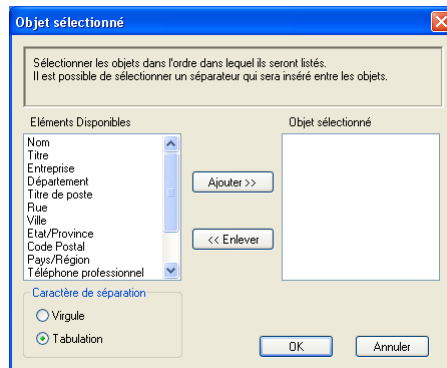 Objet sélectionné
Sélectionner les objets dans l'ordre dans lequel ils seront listés.
Il est possible de sélectionner un séparateur qui sera inséré entre les objets.
Eléments Disponibles
Objet sélectionné
Nom
Titre
Entreprise
Département
Titre de poste
Rue
Ville
Etat/Province
Code Postal
Pays/Région
Téléphone professionnel
Ajouter >>
<< Enlever
Caractère de séparation
Virgule
Tabulation
OK
Annuler